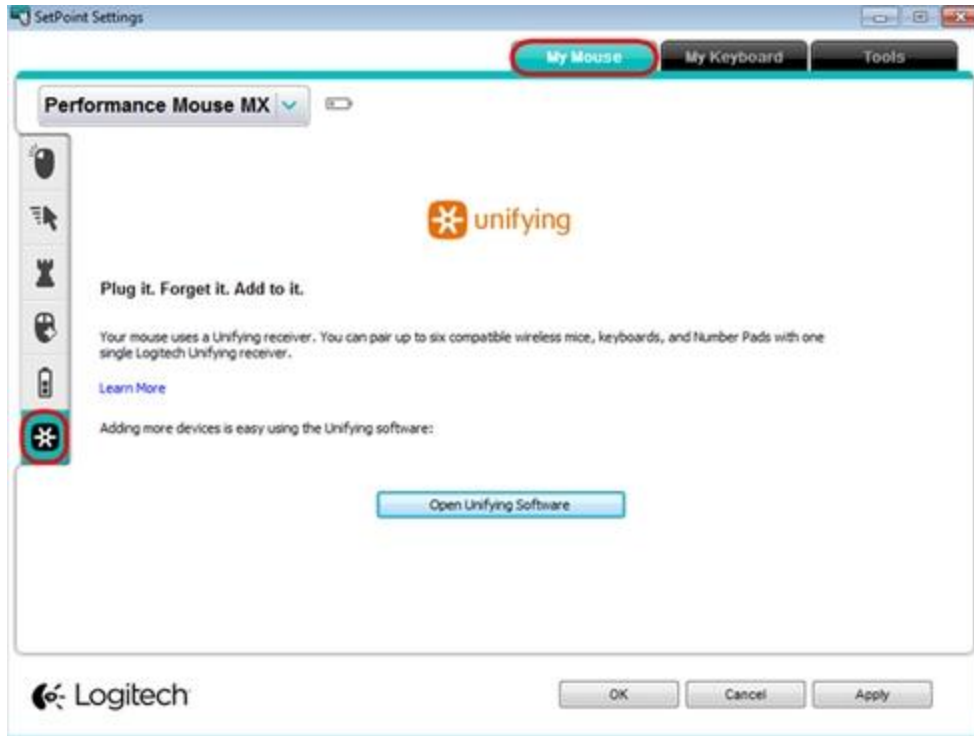 SetPoint Settings
My Mouse
My Keyboard
Tools
Performance Mouse MX
unifying
Plug it. Forget it. Add to it.
Your mouse uses a Unifying receiver. You can pair up to six compatible wireless mice, keyboards, and Number Pads with one
single Logitech Unifying receiver.
Learn More
Adding more devices is easy using the Unifying software:
Open Unifying Software
Logitech
OK
Cancel
Apply